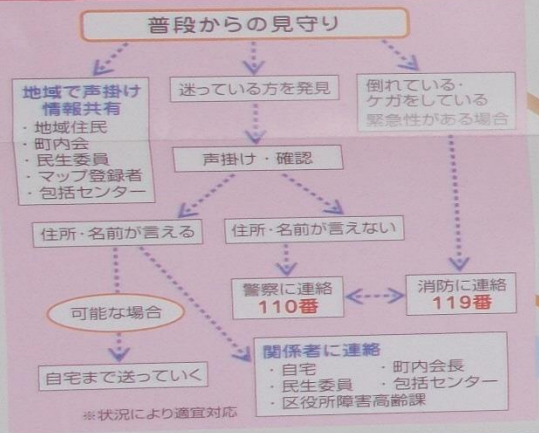 普段からの見守り
地域で声掛け
情報共有
・地域住民
・町内会
・民生委員
・マップ登録者
・包括センター
迷っている方を発見
倒れている・
ケガをしている
緊急性がある場合
声掛け・確認
住所・名前が言える
住所・名前が言えない
警察に連絡
110番
消防に連絡
119番
可能な場合
自宅まで送っていく
関係者に連絡
・自宅 ・町内会長
・民生委員 ・包括センター
・区役所障害高齢課
※状況により適宜対応